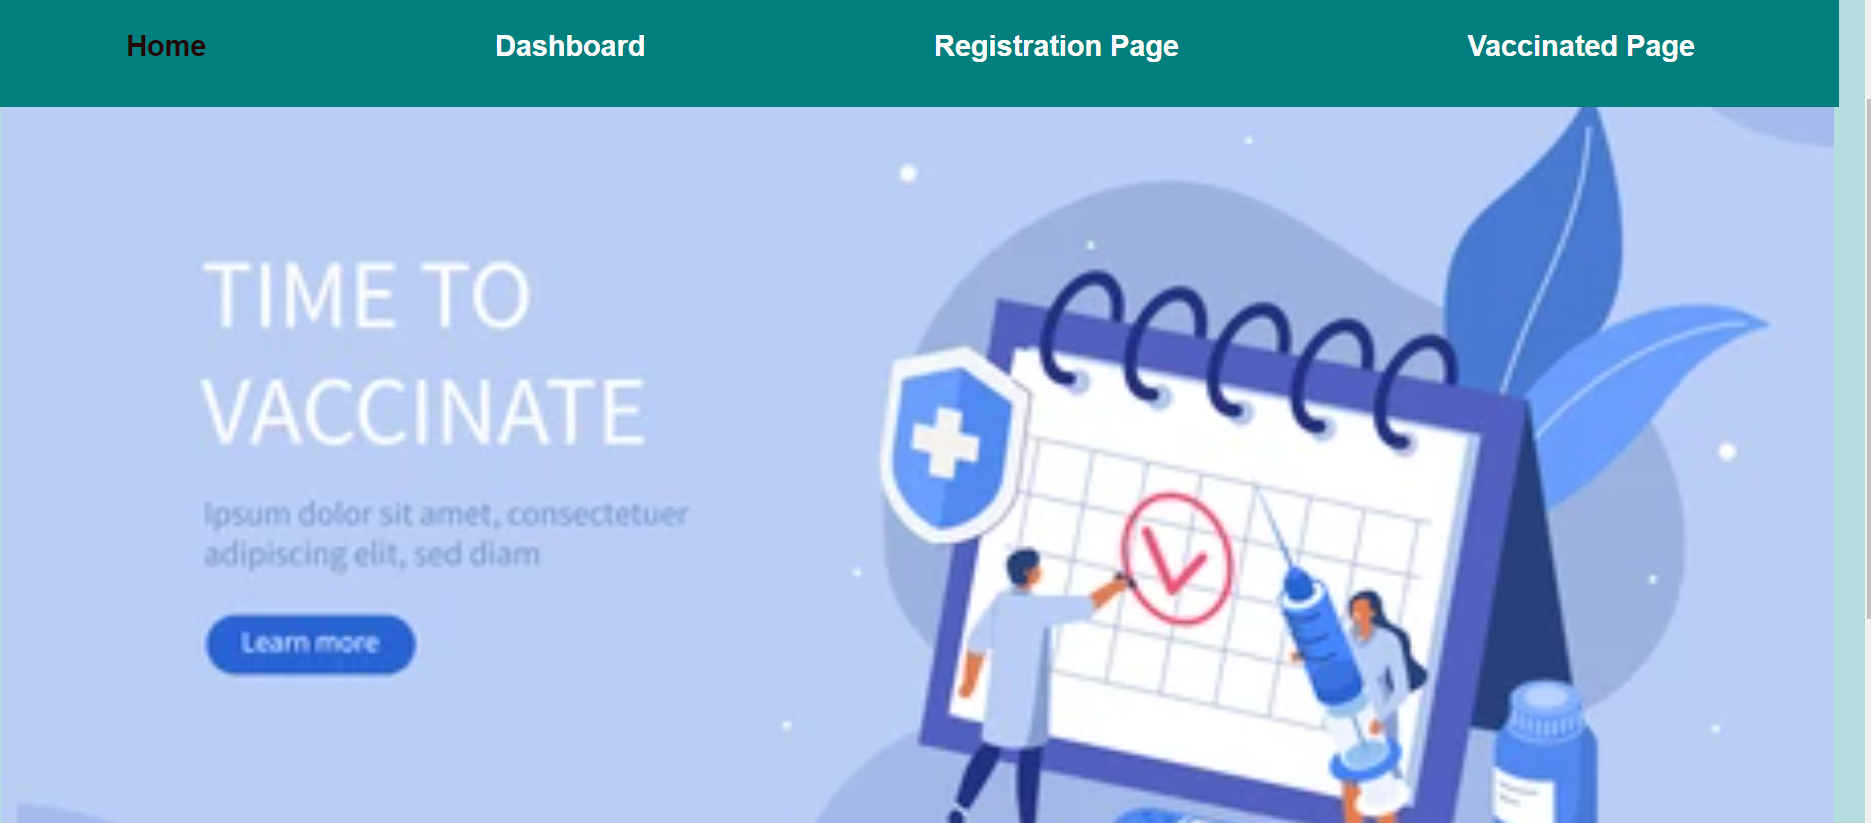 Home Dashboard Registration Page Vaccinated Page
TIME TO
VACCINATE
Ipsum dolor sit amet, consectetuer
adipiscing elit, sed diam
Learn more